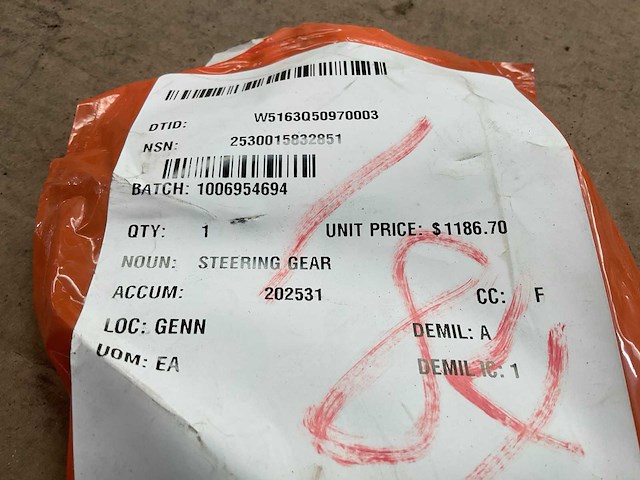 DTID: W5163Q50970003
NSN: 2530015832851
BATCH: 1006954694
QTY: 1 UNIT PRICE: $1186.70
NOUN: STEERING GEAR
ACCUM: 202531 CC: F
LOC: GENN DEMIL: A
UOM: EA DEMIL IC: 1